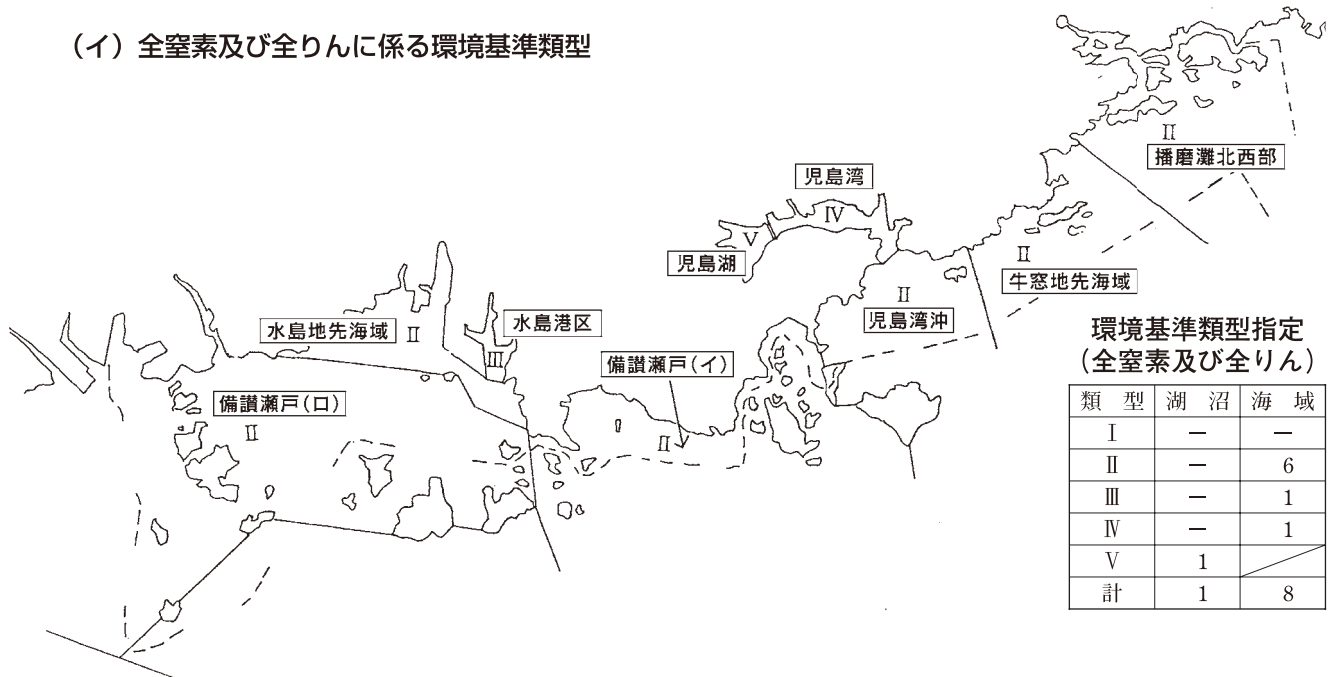 （イ）全窒素及び全りんに係る環境基準類型
Ⅱ
播磨灘北西部
児島湾
Ⅳ
Ⅴ
児島湖
Ⅱ
牛窓地先海域
Ⅱ
児島湾沖
水島地先海域
Ⅱ
水島港区
Ⅲ
備讃瀬戸（イ）
Ⅱ
備讃瀬戸（ロ）
Ⅱ
環境基準類型指定
（全窒素及び全りん）
類 型 湖 沼 海 域
Ⅰ － －
Ⅱ － 6
Ⅲ － 1
Ⅳ － 1
Ⅴ 1
計 1 8